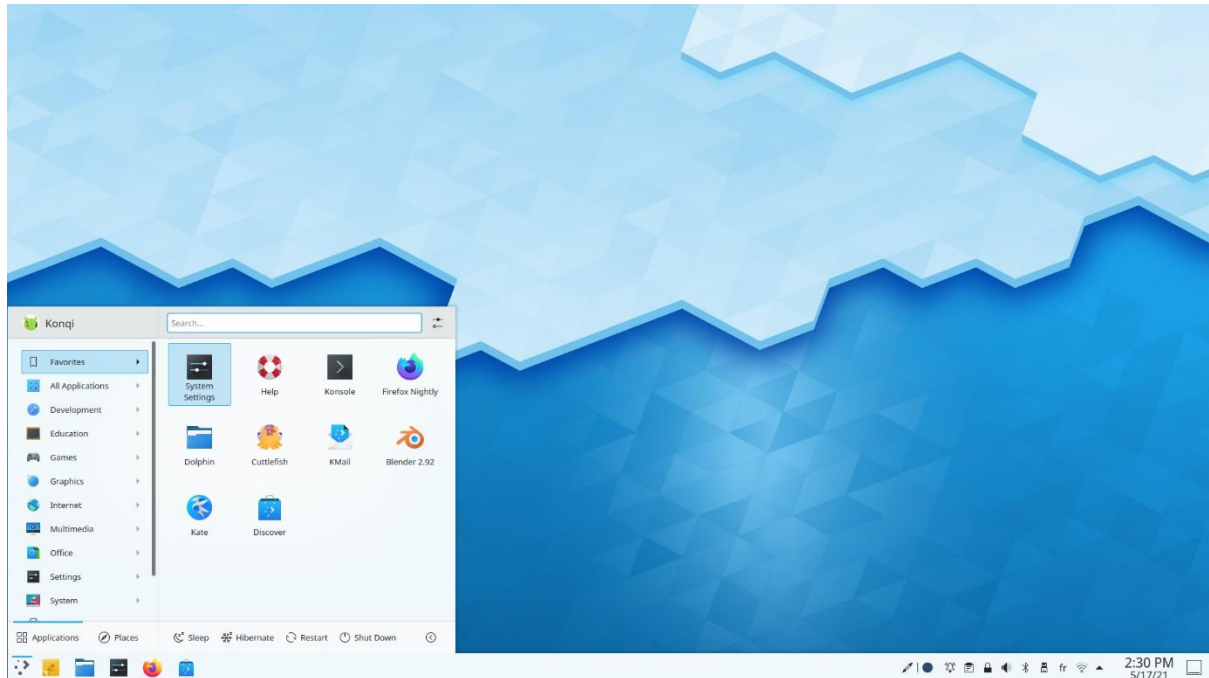 Konqi
Search...
Favorites
All Applications
Development
Education
Games
Graphics
Internet
Multimedia
Office
Settings
System
System
Settings
Help
Konsole
Firefox Nightly
Dolphin
Cuttlefish
KMail
Blender 2.92
Kate
Discover
Applications
Places
Sleep
Hibernate
Restart
Shut Down
fr
2:30 PM
5/17/21